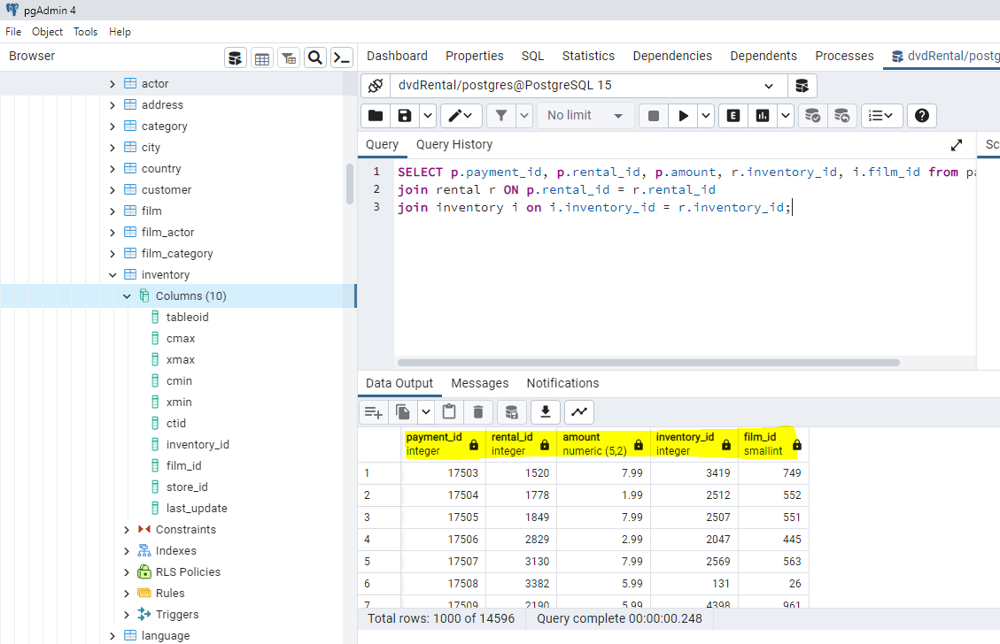 pgAdmin 4
File Object Tools Help
Browser
Dashboard Properties SQL Statistics Dependencies Dependents Processes dvdRental/postg
dvdRental/postgres@PostgreSQL 15
No limit
E
Query Query History Sc
1 SELECT p.payment_id, p.rental_id, p.amount, r.inventory_id, i.film_id from pa
2 join rental r ON p.rental_id = r.rental_id
3 join inventory i on i.inventory_id = r.inventory_id;
actor
address
category
city
country
customer
film
film_actor
film_category
inventory
Columns (10)
tableoid
cmax
xmax
cmin
xmin
ctid
inventory_id
film_id
store_id
last_update
Constraints
Indexes
RLS Policies
Rules
Triggers
language
Data Output Messages Notifications
payment_id rental_id amount inventory_id film_id
integer integer numeric (5,2) integer smallint
1 17503 1520 7.99 3419 749
2 17504 1778 1.99 2512 552
3 17505 1849 7.99 2507 551
4 17506 2829 2.99 2047 445
5 17507 3130 7.99 2569 563
6 17508 3382 5.99 131 26
7 17509 2190 5.99 4398 961
Total rows: 1000 of 14596 Query complete 00:00:00.248